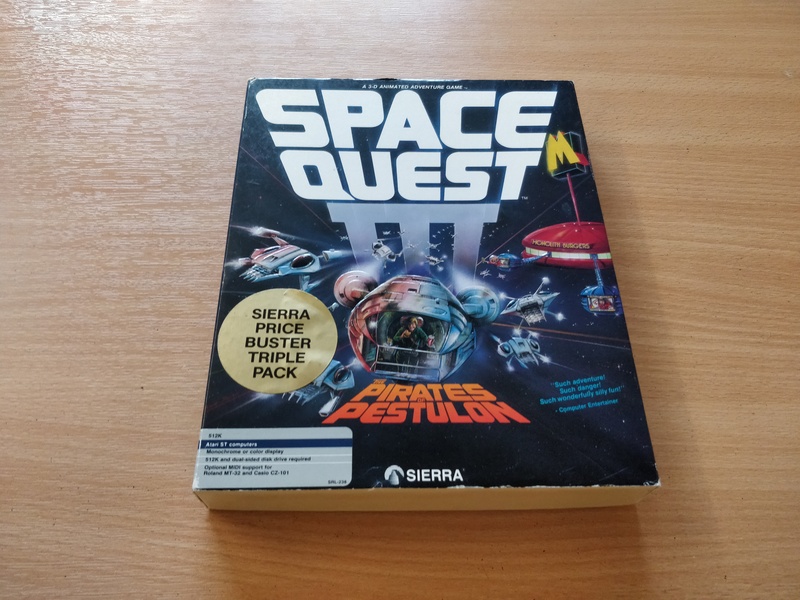 A 3-D ANIMATED ADVENTURE GAME
SPACE
QUEST™
III
M
MONOLITH BURGERS
SIERRA
PRICE
BUSTER
TRIPLE
PACK
THE
PIRATES
OF
PESTULON
"Such adventure!
Such danger!
Such wonderfully silly fun!"
- Computer Entertainer
512K
Atari ST computers
Monochrome or color display
512K and dual-sided disk drive required
Optional MIDI support for
Roland MT-32 and Casio CZ-101
SIERRA